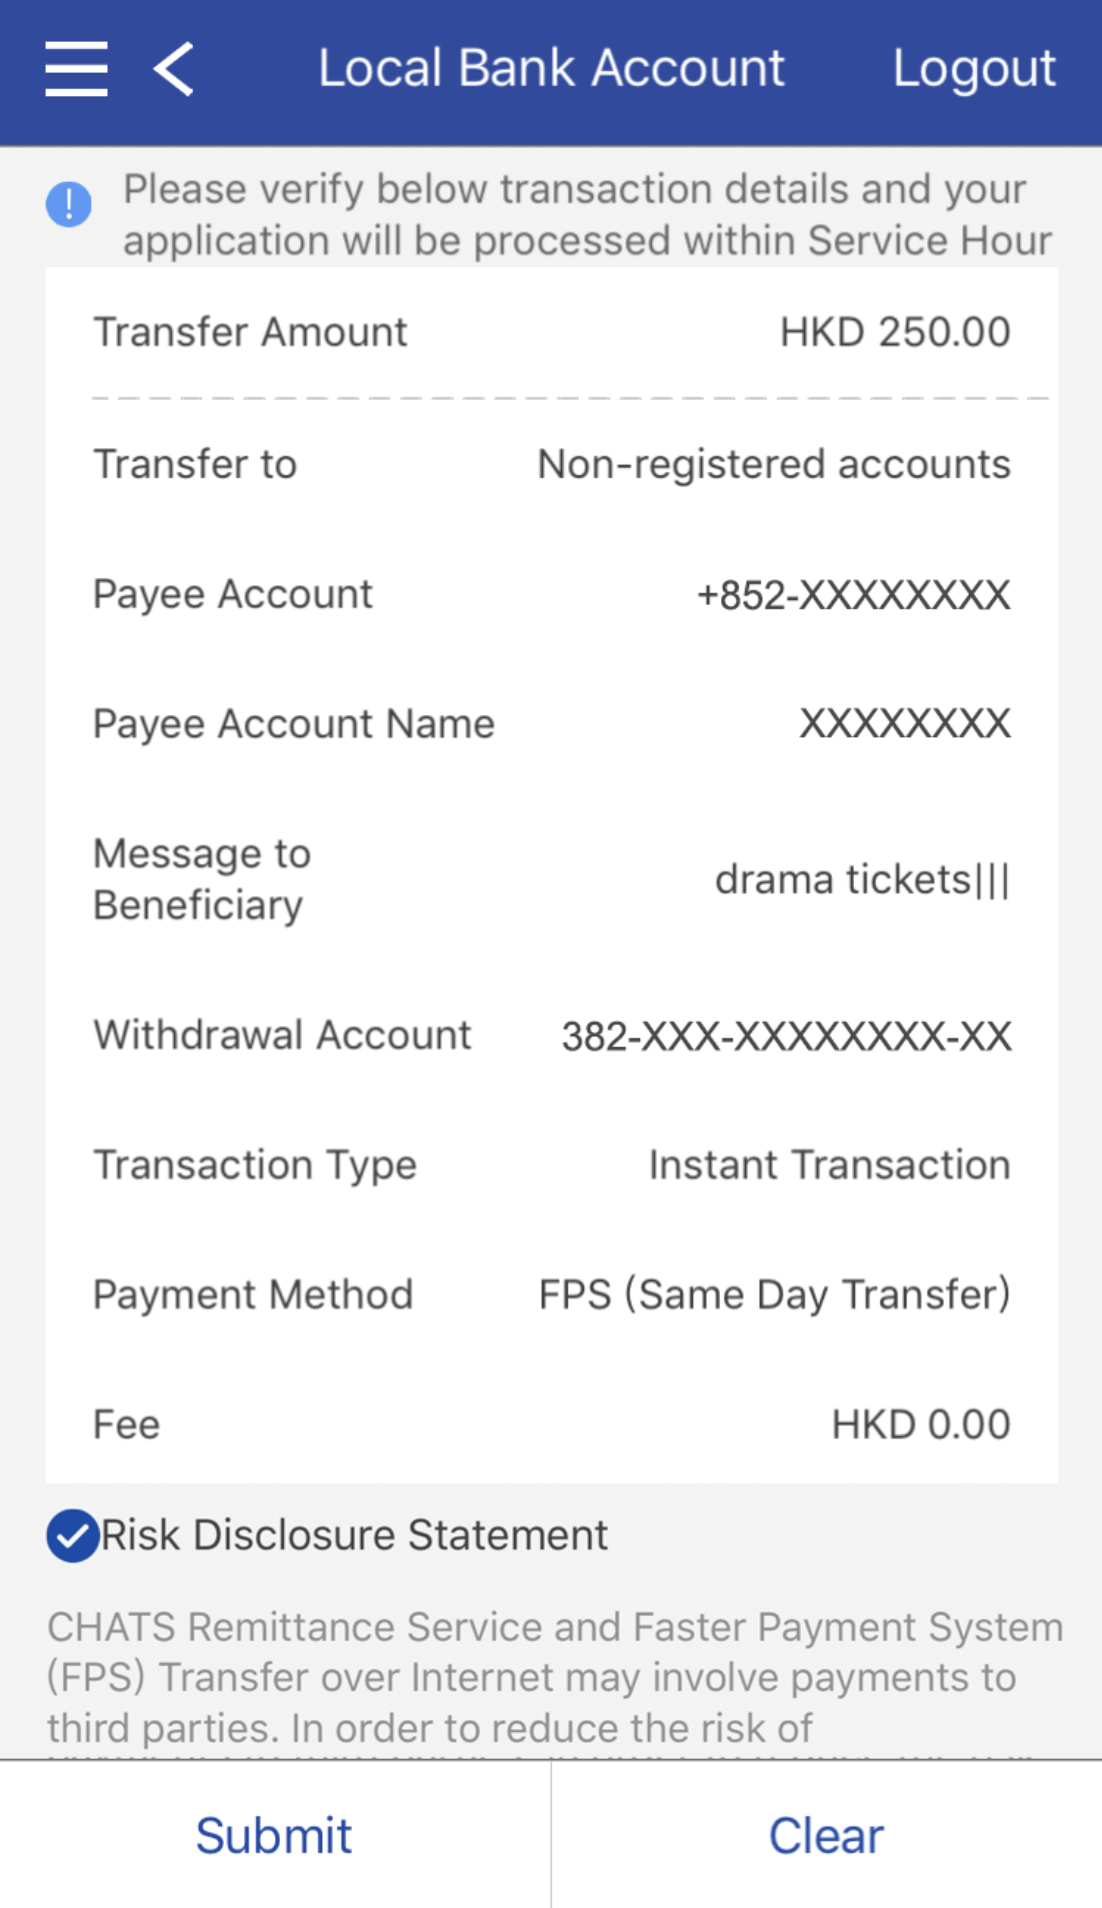 Local Bank Account
Logout
Please verify below transaction details and your
application will be processed within Service Hour
Transfer Amount HKD 250.00
Transfer to Non-registered accounts
Payee Account +852-XXXXXXXX
Payee Account Name XXXXXXXX
Message to
Beneficiary
drama tickets|||
Withdrawal Account 382-XXX-XXXXXXXX-XX
Transaction Type Instant Transaction
Payment Method FPS (Same Day Transfer)
Fee HKD 0.00
Risk Disclosure Statement
CHATS Remittance Service and Faster Payment System
(FPS) Transfer over Internet may involve payments to
third parties. In order to reduce the risk of
Submit
Clear